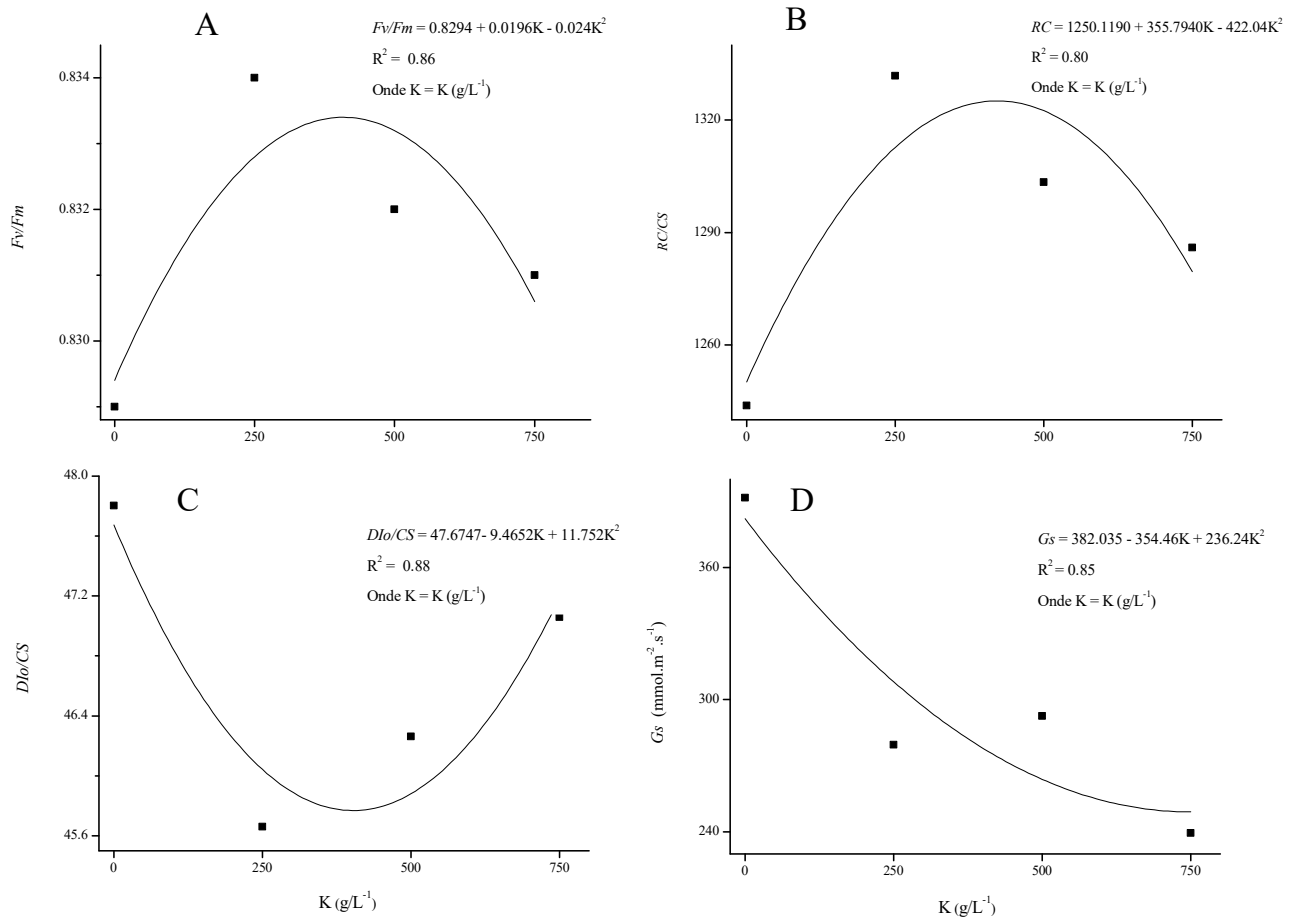 A
Fv/Fm = 0.8294 + 0.0196K - 0.024K²
R² = 0.86
Onde K = K (g/L⁻¹)
0.834
0.832
0.830
Fv/Fm
0 250 500 750
B
RC = 1250.1190 + 355.7940K - 422.04K²
R² = 0.80
Onde K = K (g/L⁻¹)
1320
1290
1260
RC/CS
0 250 500 750
C
DIo/CS = 47.6747- 9.4652K + 11.752K²
R² = 0.88
Onde K = K (g/L⁻¹)
48.0
47.2
46.4
45.6
DIo/CS
0 250 500 750
K (g/L⁻¹)
D
Gs = 382.035 - 354.46K + 236.24K²
R² = 0.85
Onde K = K (g/L⁻¹)
360
300
240
Gs (mmol.m⁻².s⁻¹)
0 250 500 750
K (g/L⁻¹)